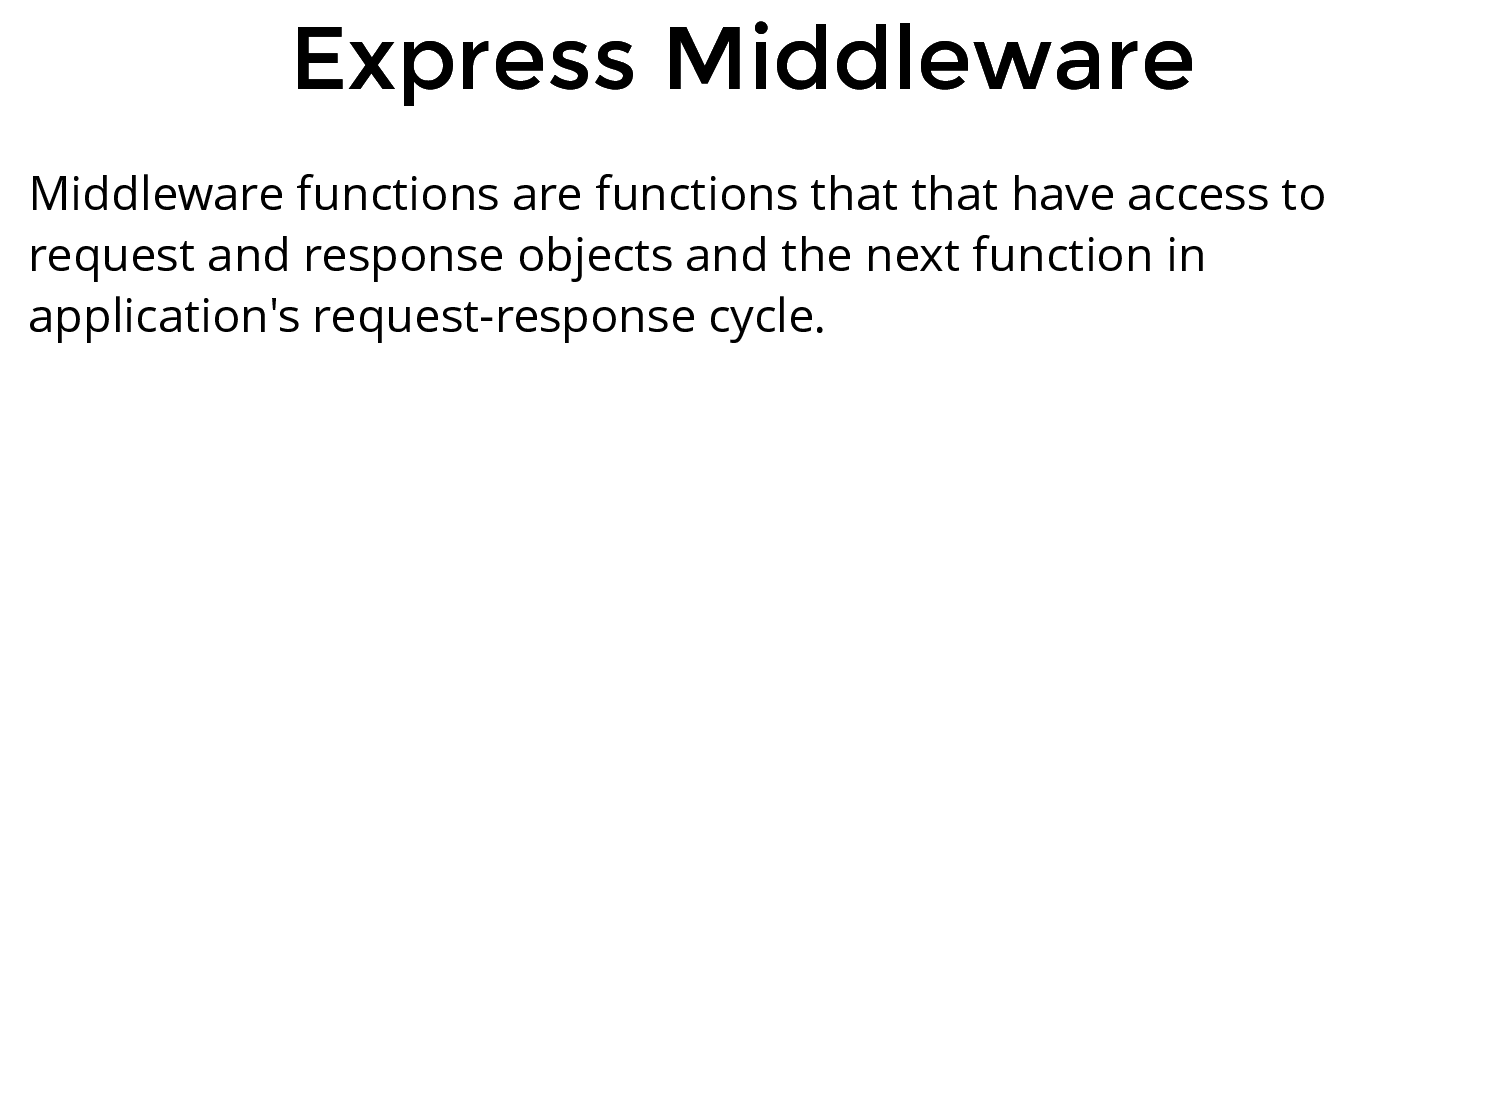 Express Middleware
Middleware functions are functions that that have access to
request and response objects and the next function in
application's request-response cycle.